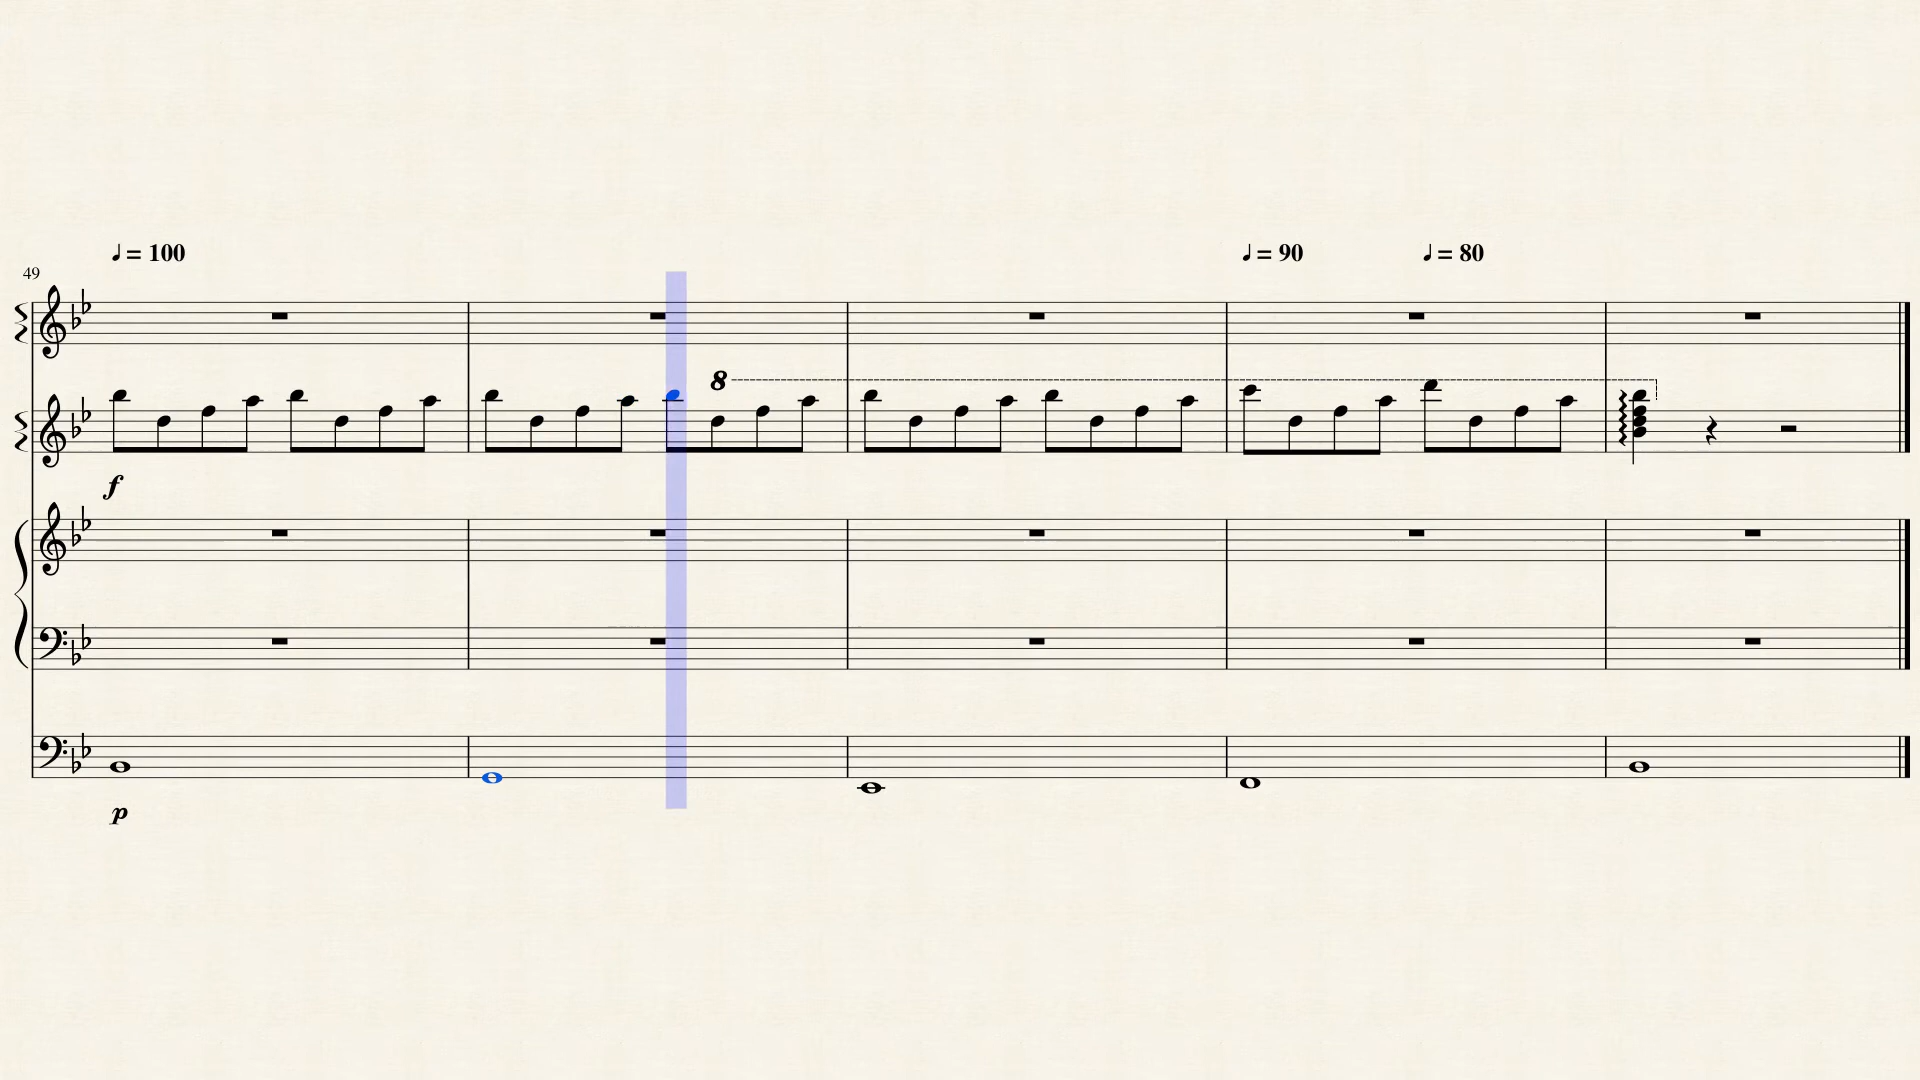 ♩ = 100
♩ = 90
♩ = 80
49
8
f
p